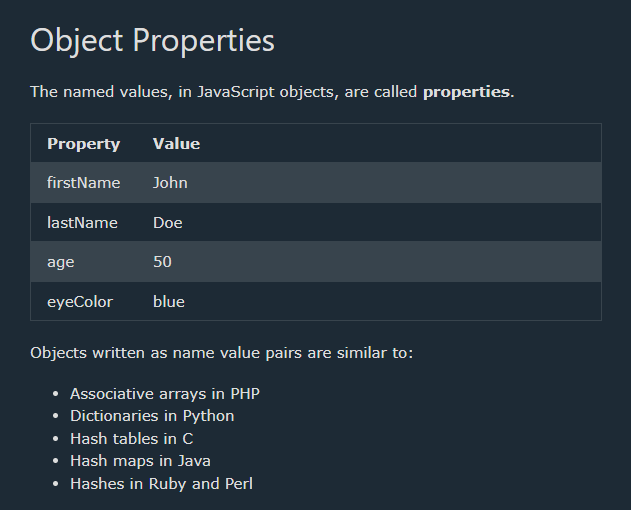 Object Properties
The named values, in JavaScript objects, are called properties.
Property Value
firstName John
lastName Doe
age 50
eyeColor blue
Objects written as name value pairs are similar to:
• Associative arrays in PHP
• Dictionaries in Python
• Hash tables in C
• Hash maps in Java
• Hashes in Ruby and Perl